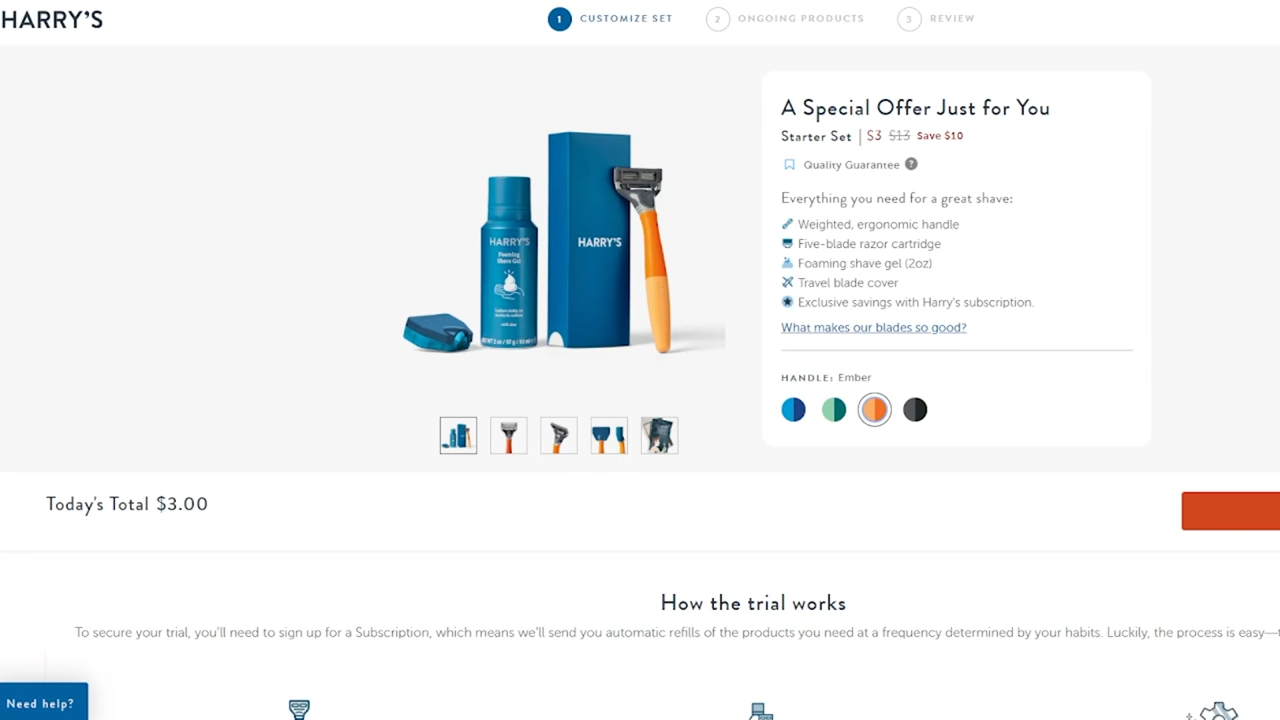 HARRY'S
1 CUSTOMIZE SET 2 ONGOING PRODUCTS 3 REVIEW
A Special Offer Just for You
Starter Set | $3 $13 Save $10
Quality Guarantee ?
Everything you need for a great shave:
Weighted, ergonomic handle
Five-blade razor cartridge
Foaming shave gel (2oz)
Travel blade cover
Exclusive savings with Harry's subscription.
What makes our blades so good?
HANDLE: Ember
HARRY'S
Foaming
Shave Gel
HARRY'S
Today's Total $3.00
How the trial works
To secure your trial, you'll need to sign up for a Subscription, which means we'll send you automatic refills of the products you need at a frequency determined by your habits. Luckily, the process is easy—
Need help?